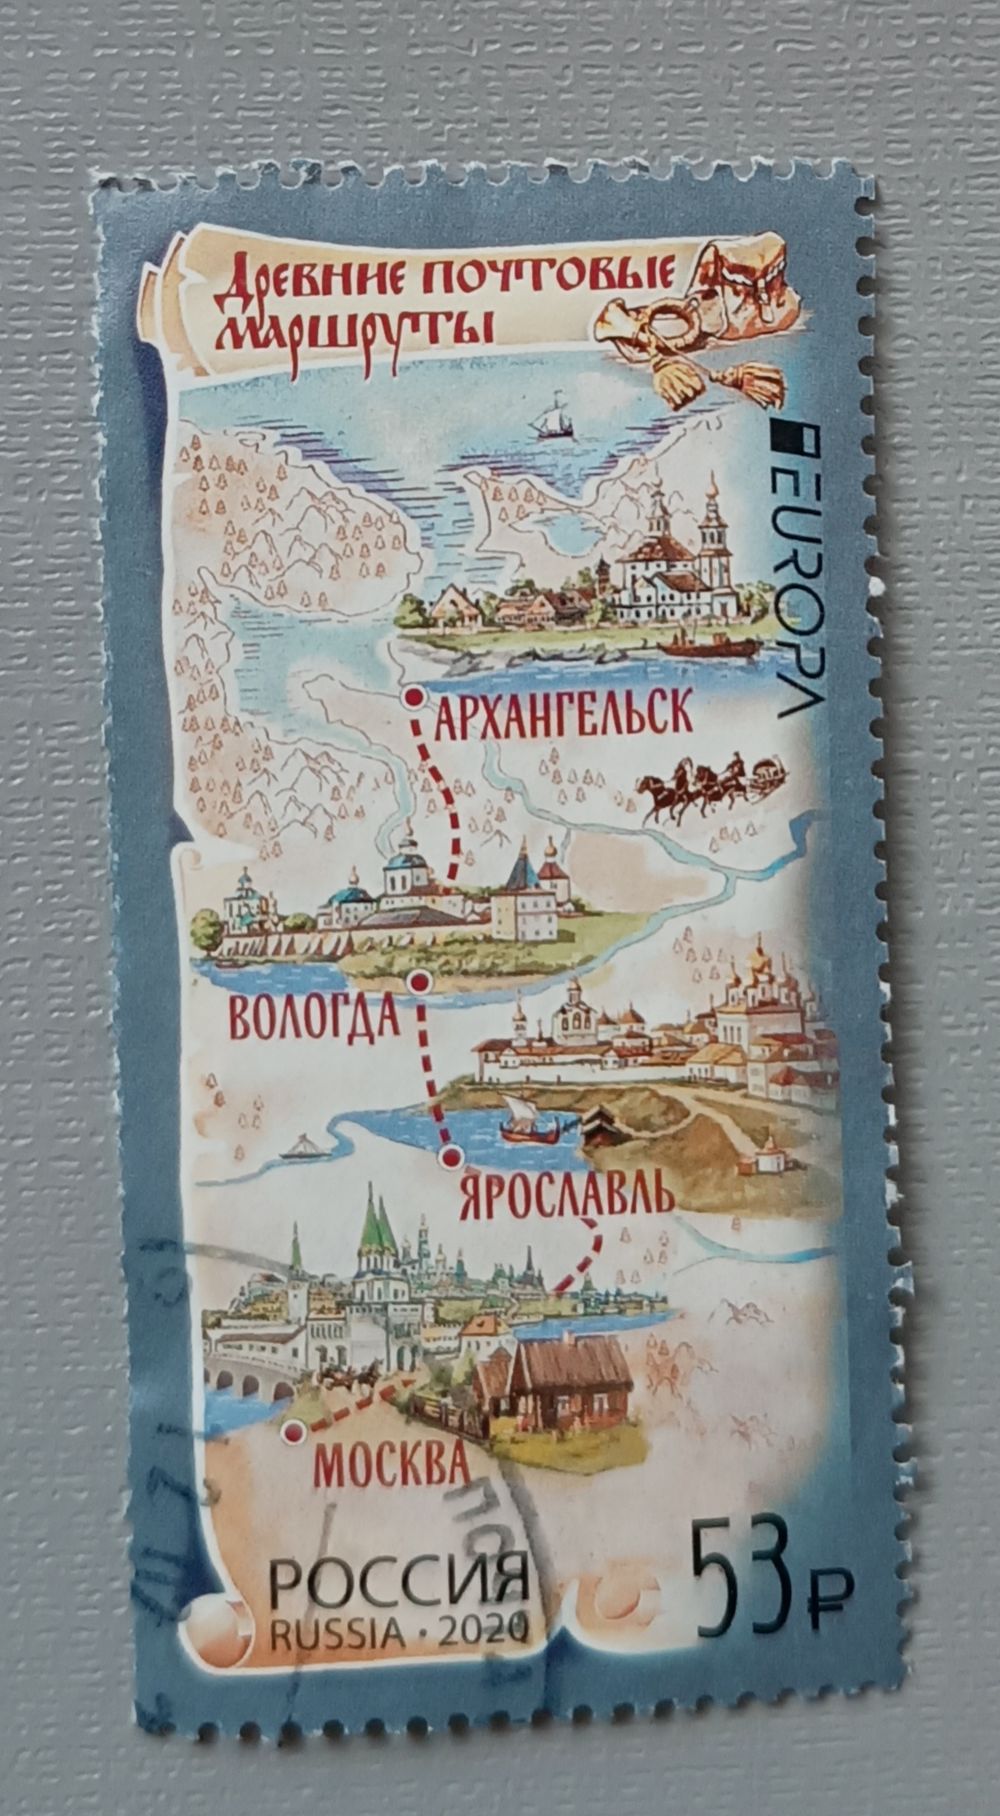 Древние почтовые
маршруты
EUROPA
АРХАНГЕЛЬСК
ВОЛОГДА
ЯРОСЛАВЛЬ
МОСКВА
РОССИЯ
RUSSIA · 2020
53 ₽